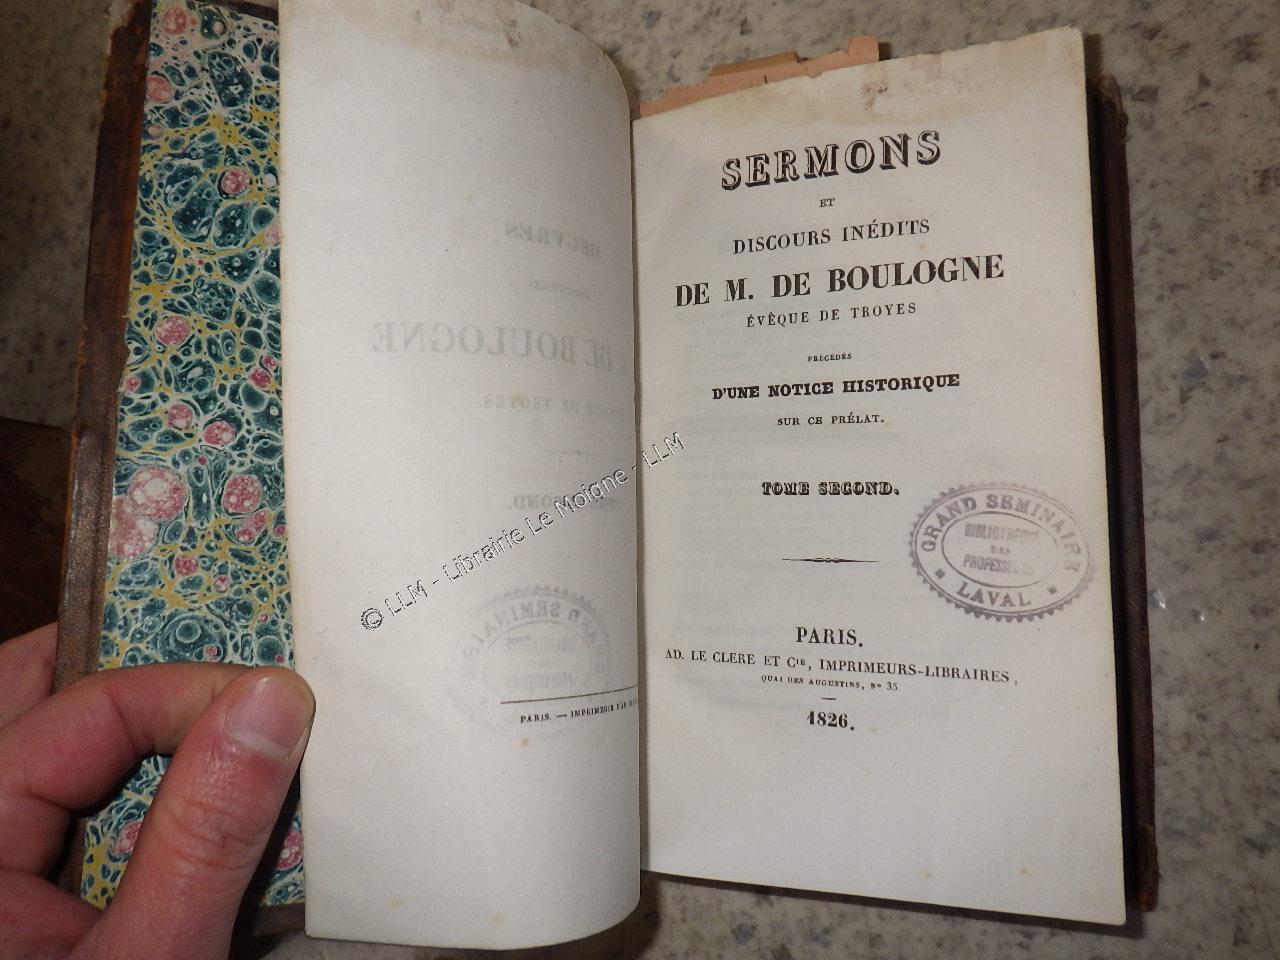 SERMONS
ET
DISCOURS INÉDITS
DE M. DE BOULOGNE
ÉVÊQUE DE TROYES
PRÉCÉDÉS
D'UNE NOTICE HISTORIQUE
SUR CE PRÉLAT.
TOME SECOND.
GRAND SEMINAIRE
BIBLIOTHÈQUE
DES
PROFESSEURS
LAVAL
PARIS.
AD. LE CLERE ET Cie, IMPRIMEURS-LIBRAIRES,
QUAI DES AUGUSTINS, No 35.
1826.
© LLM - Librairie Le Moigne - LLM
PARIS. — IMPRIMERIE D'AD